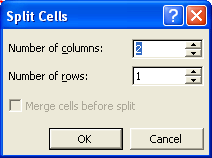 Split Cells
Number of columns: 2
Number of rows: 1
Merge cells before split
OK Cancel